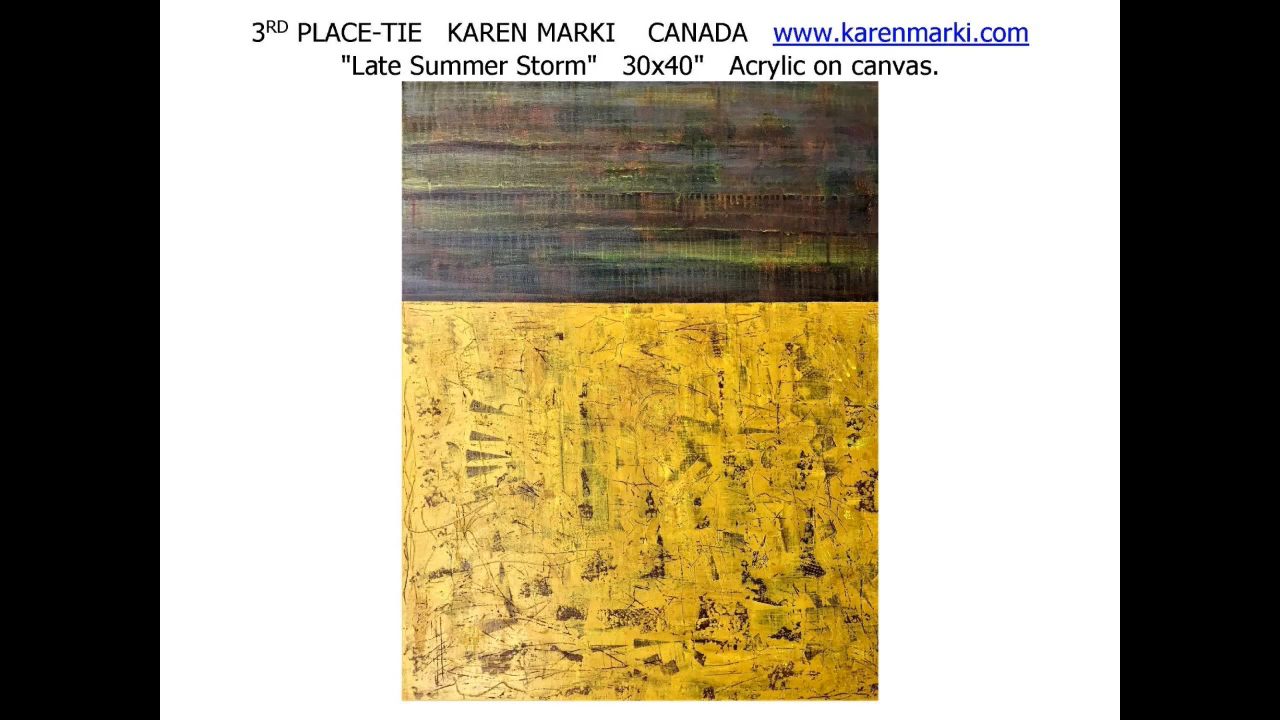 3RD PLACE-TIE KAREN MARKI CANADA www.karenmarki.com
"Late Summer Storm" 30x40" Acrylic on canvas.